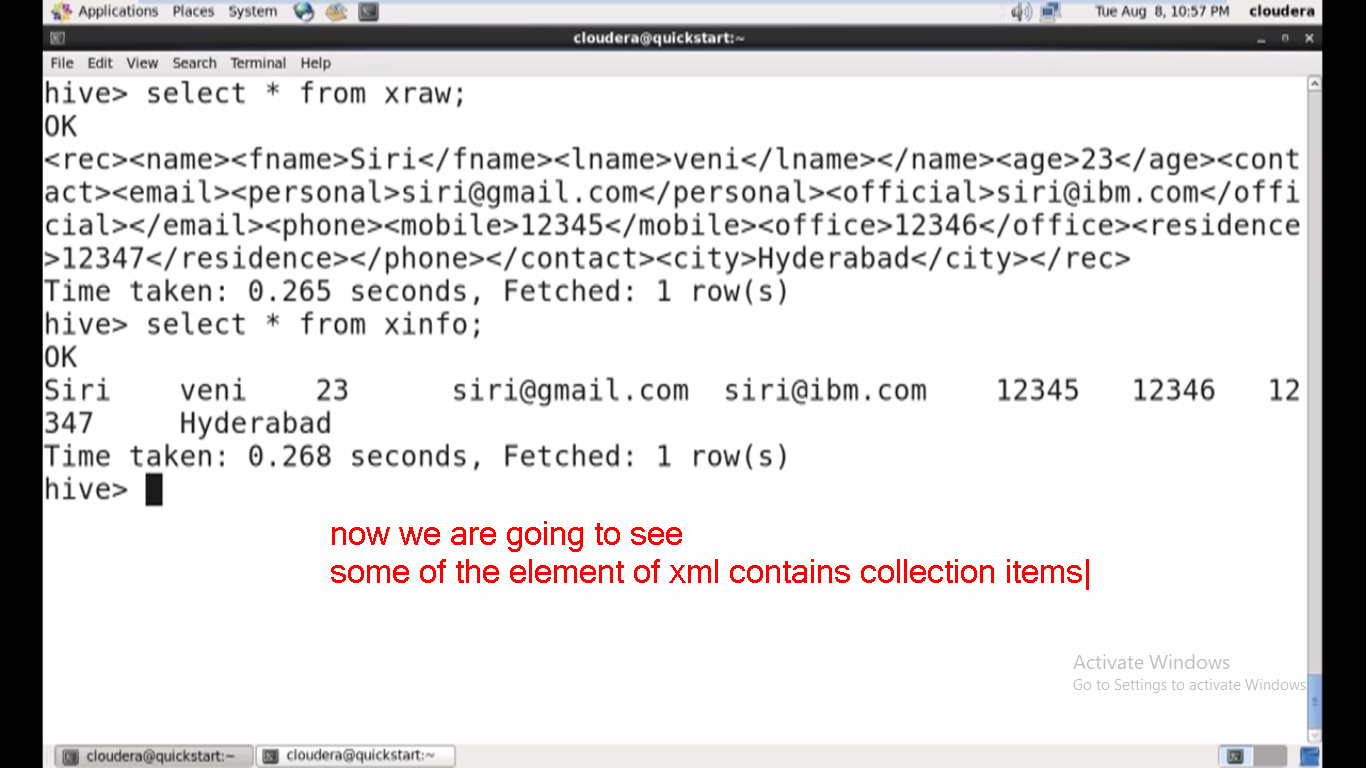 Applications Places System Tue Aug 8, 10:57 PM cloudera
cloudera@quickstart:~
File Edit View Search Terminal Help
hive> select * from xraw;
OK
<rec><name><fname>Siri</fname><lname>veni</lname></name><age>23</age><cont
act><email><personal>siri@gmail.com</personal><official>siri@ibm.com</offi
cial></email><phone><mobile>12345</mobile><office>12346</office><residence
>12347</residence></phone></contact><city>Hyderabad</city></rec>
Time taken: 0.265 seconds, Fetched: 1 row(s)
hive> select * from xinfo;
OK
Siri veni 23 siri@gmail.com siri@ibm.com 12345 12346 12
347 Hyderabad
Time taken: 0.268 seconds, Fetched: 1 row(s)
hive>
now we are going to see
some of the element of xml contains collection items
Activate Windows
Go to Settings to activate Windows
cloudera@quickstart:~ cloudera@quickstart:~